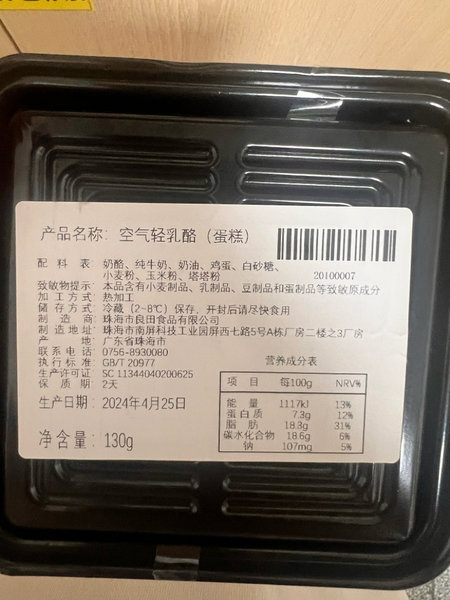 产品名称: 空气轻乳酪 (蛋糕)
20100007
配 料 表: 奶酪、纯牛奶、奶油、鸡蛋、白砂糖、
小麦粉、玉米粉、塔塔粉
致敏物提示: 本品含有小麦制品、乳制品、豆制品和蛋制品等致敏原成分
加工方式: 热加工
储存方式: 冷藏 (2-8℃) 保存, 开封后请尽快食用
制 造 商: 珠海市良田食品有限公司
制造地址: 珠海市南屏科技工业园屏西七路5号A栋厂房二楼之3厂房
产 地: 广东省珠海市
联系电话: 0756-8930080
执行标准: GB/T 20977
生产许可证: SC 11344040200625
保 质 期: 2天
生产日期: 2024年4月25日
净含量: 130g
营养成分表
项 目 每100g NRV%
能 量 1117kJ 13%
蛋白质 7.3g 12%
脂 肪 18.3g 31%
碳水化合物 18.6g 6%
钠 107mg 5%